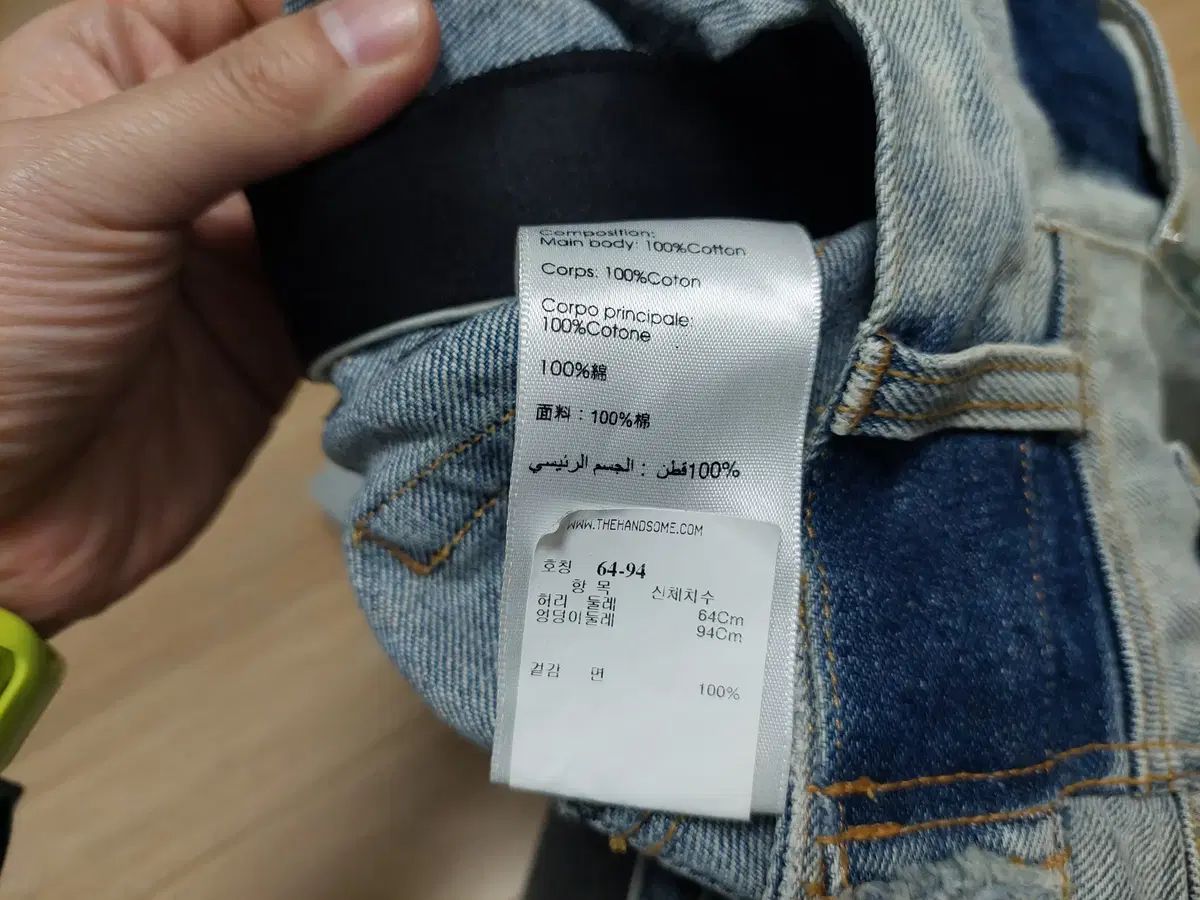 Composition:
Main body: 100%Cotton
Corps: 100%Coton
Corpo principale:
100%Cotone
100%綿
面料：100%棉
100%قطن : الجسم الرئيسي
WWW.THEHANDSOME.COM
호칭 64-94
항 목 신체치수
허리 둘레 64Cm
엉덩이둘레 94Cm
겉감 면 100%